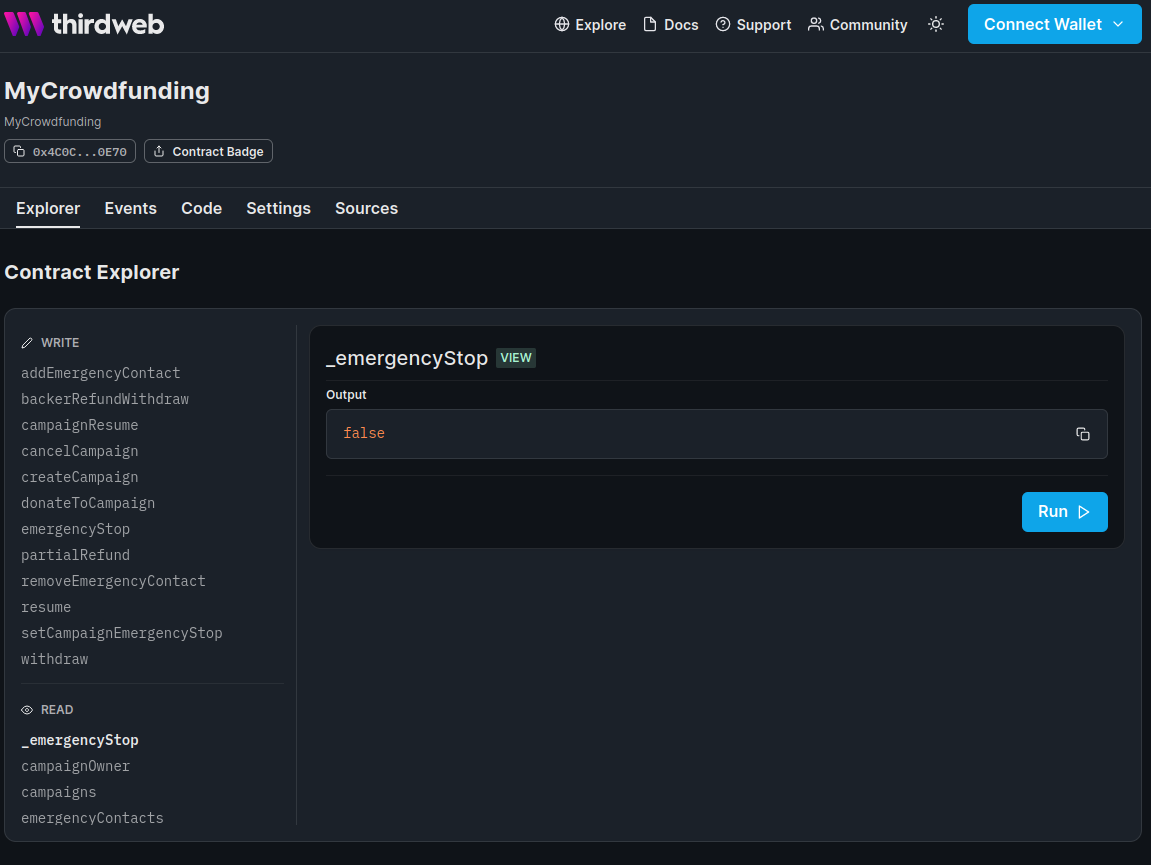 thirdweb
Explore Docs Support Community Connect Wallet
MyCrowdfunding
MyCrowdfunding
0x4C0C...0E70 Contract Badge
Explorer Events Code Settings Sources
Contract Explorer
WRITE
addEmergencyContact
backerRefundWithdraw
campaignResume
cancelCampaign
createCampaign
donateToCampaign
emergencyStop
partialRefund
removeEmergencyContact
resume
setCampaignEmergencyStop
withdraw
READ
_emergencyStop
campaignOwner
campaigns
emergencyContacts
_emergencyStop VIEW
Output
false
Run